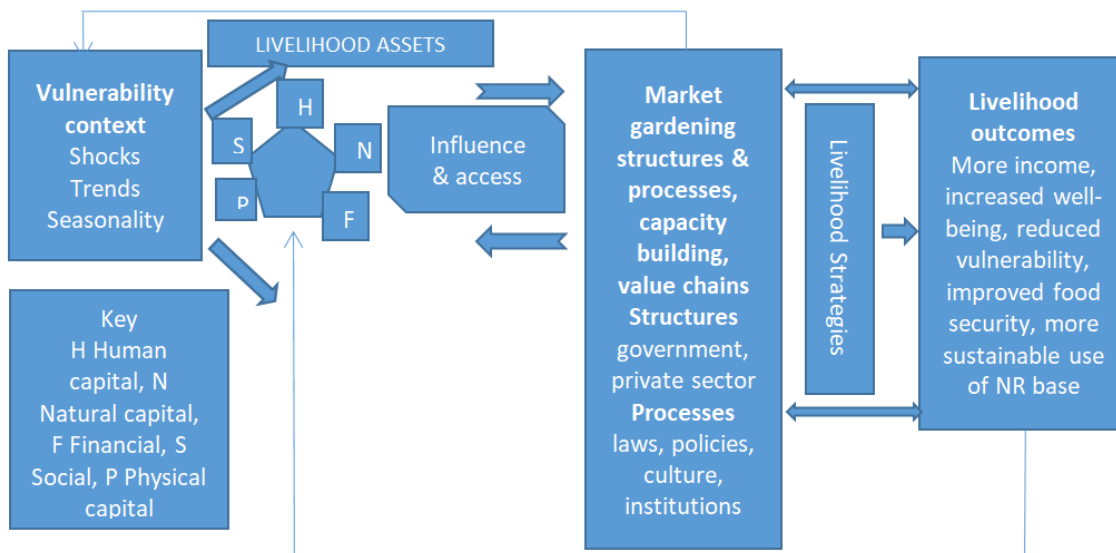 LIVELIHOOD ASSETS
Vulnerability
context
Shocks
Trends
Seasonality
H
S
N
P
F
Influence
& access
Market
gardening
structures &
processes,
capacity
building,
value chains
Structures
government,
private sector
Processes
laws, policies,
culture,
institutions
Livelihood Strategies
Livelihood
outcomes
More income,
increased well-
being, reduced
vulnerability,
improved food
security, more
sustainable use
of NR base
Key
H Human
capital, N
Natural capital,
F Financial, S
Social, P Physical
capital